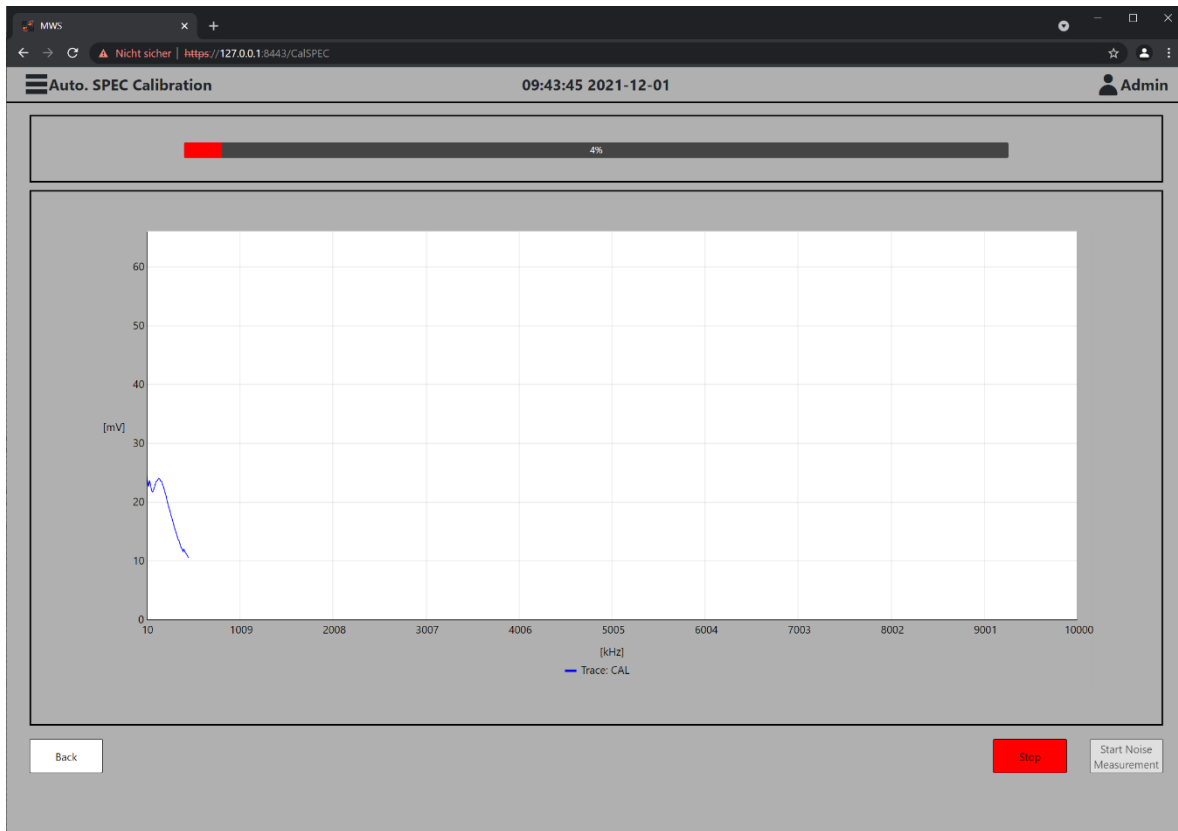 MWS
Nicht sicher | https://127.0.0.1:8443/CalSPEC
Auto. SPEC Calibration
09:43:45 2021-12-01
Admin
4%
60
50
40
[mV]
30
20
10
0
10 1009 2008 3007 4006 5005 6004 7003 8002 9001 10000
[kHz]
Trace: CAL
Back
Stop
Start Noise
Measurement